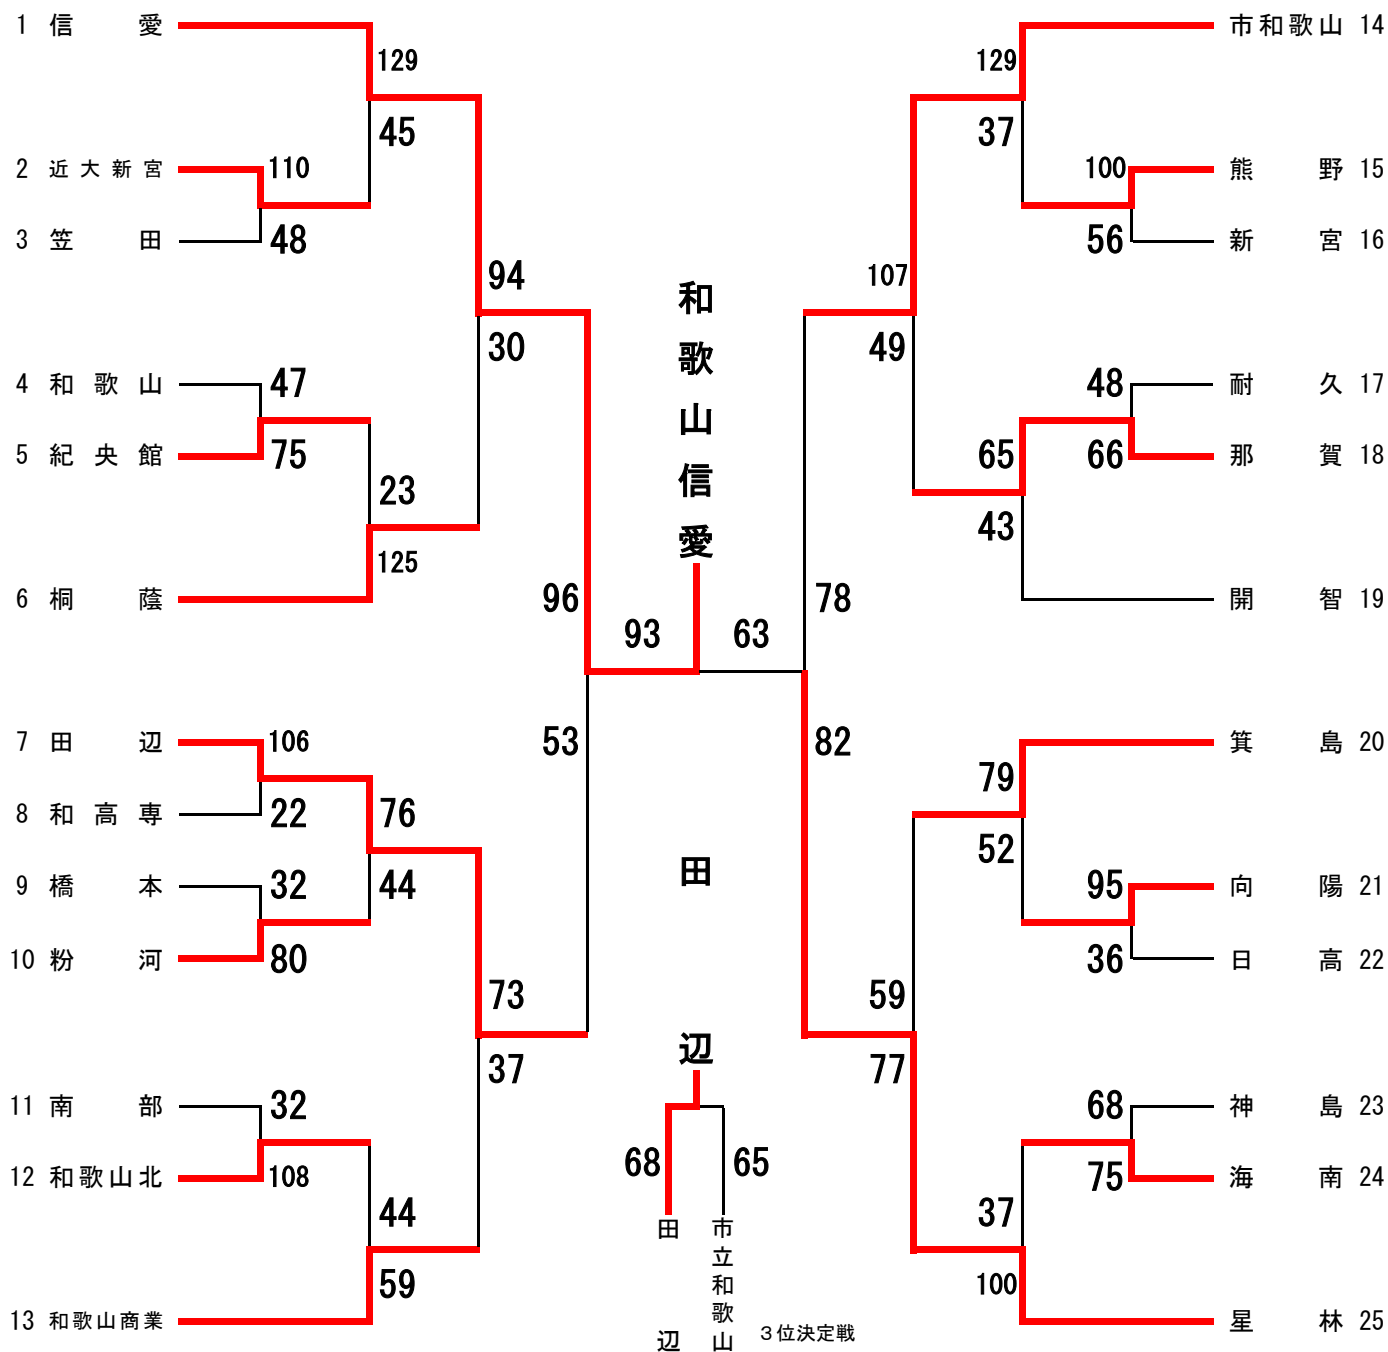 1 信愛
129
45
2 近大新宮
110
3 笠田
48
94
30
4 和歌山
47
5 紀央館
75
23
125
6 桐蔭
96
53
7 田辺
106
8 和高専
22
76
44
9 橋本
32
10 粉河
80
73
37
11 南部
32
12 和歌山北
108
44
59
13 和歌山商業
和歌山信愛
93 63
田辺
68 65
田辺
市立和歌山
3位決定戦
市和歌山 14
129
37
100
熊野 15
56
新宮 16
107
49
48
耐久 17
65
66
那賀 18
43
開智 19
78
82
箕島 20
79
52
95
向陽 21
36
日高 22
59
77
68
神島 23
75
海南 24
37
100
星林 25